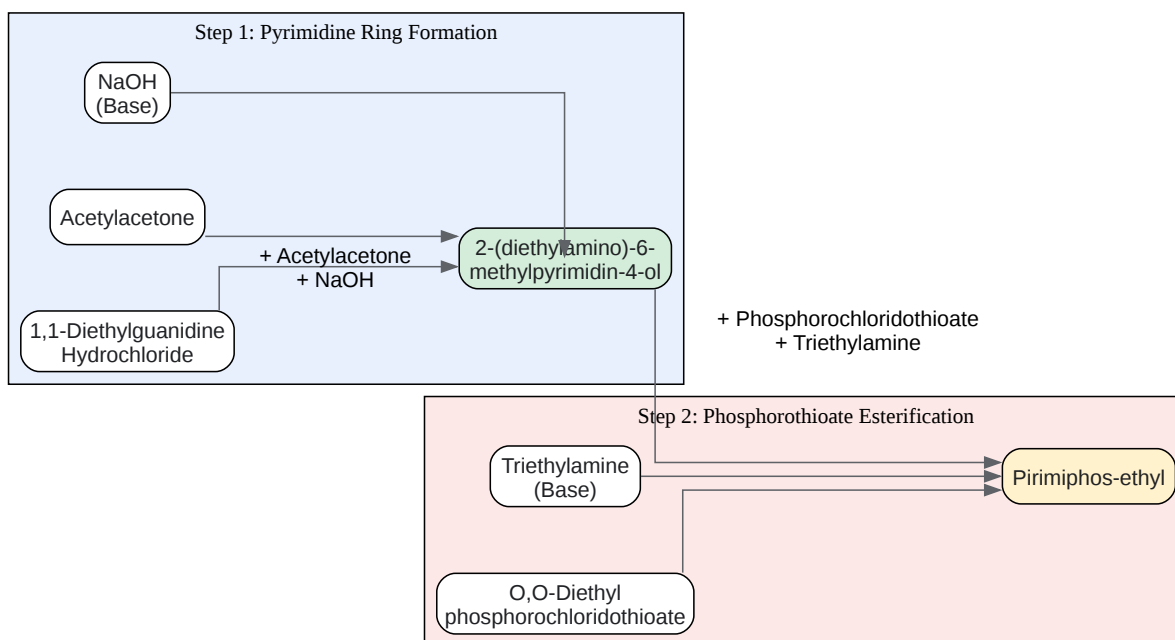 Step 1: Pyrimidine Ring Formation
NaOH
(Base)
Acetylacetone
+ Acetylacetone
+ NaOH
2-(diethylamino)-6-
methylpyrimidin-4-ol
1,1-Diethylguanidine
Hydrochloride
+ Phosphorochloridothioate
+ Triethylamine
Step 2: Phosphorothioate Esterification
Triethylamine
(Base)
Pirimiphos-ethyl
O,O-Diethyl
phosphorochloridothioate